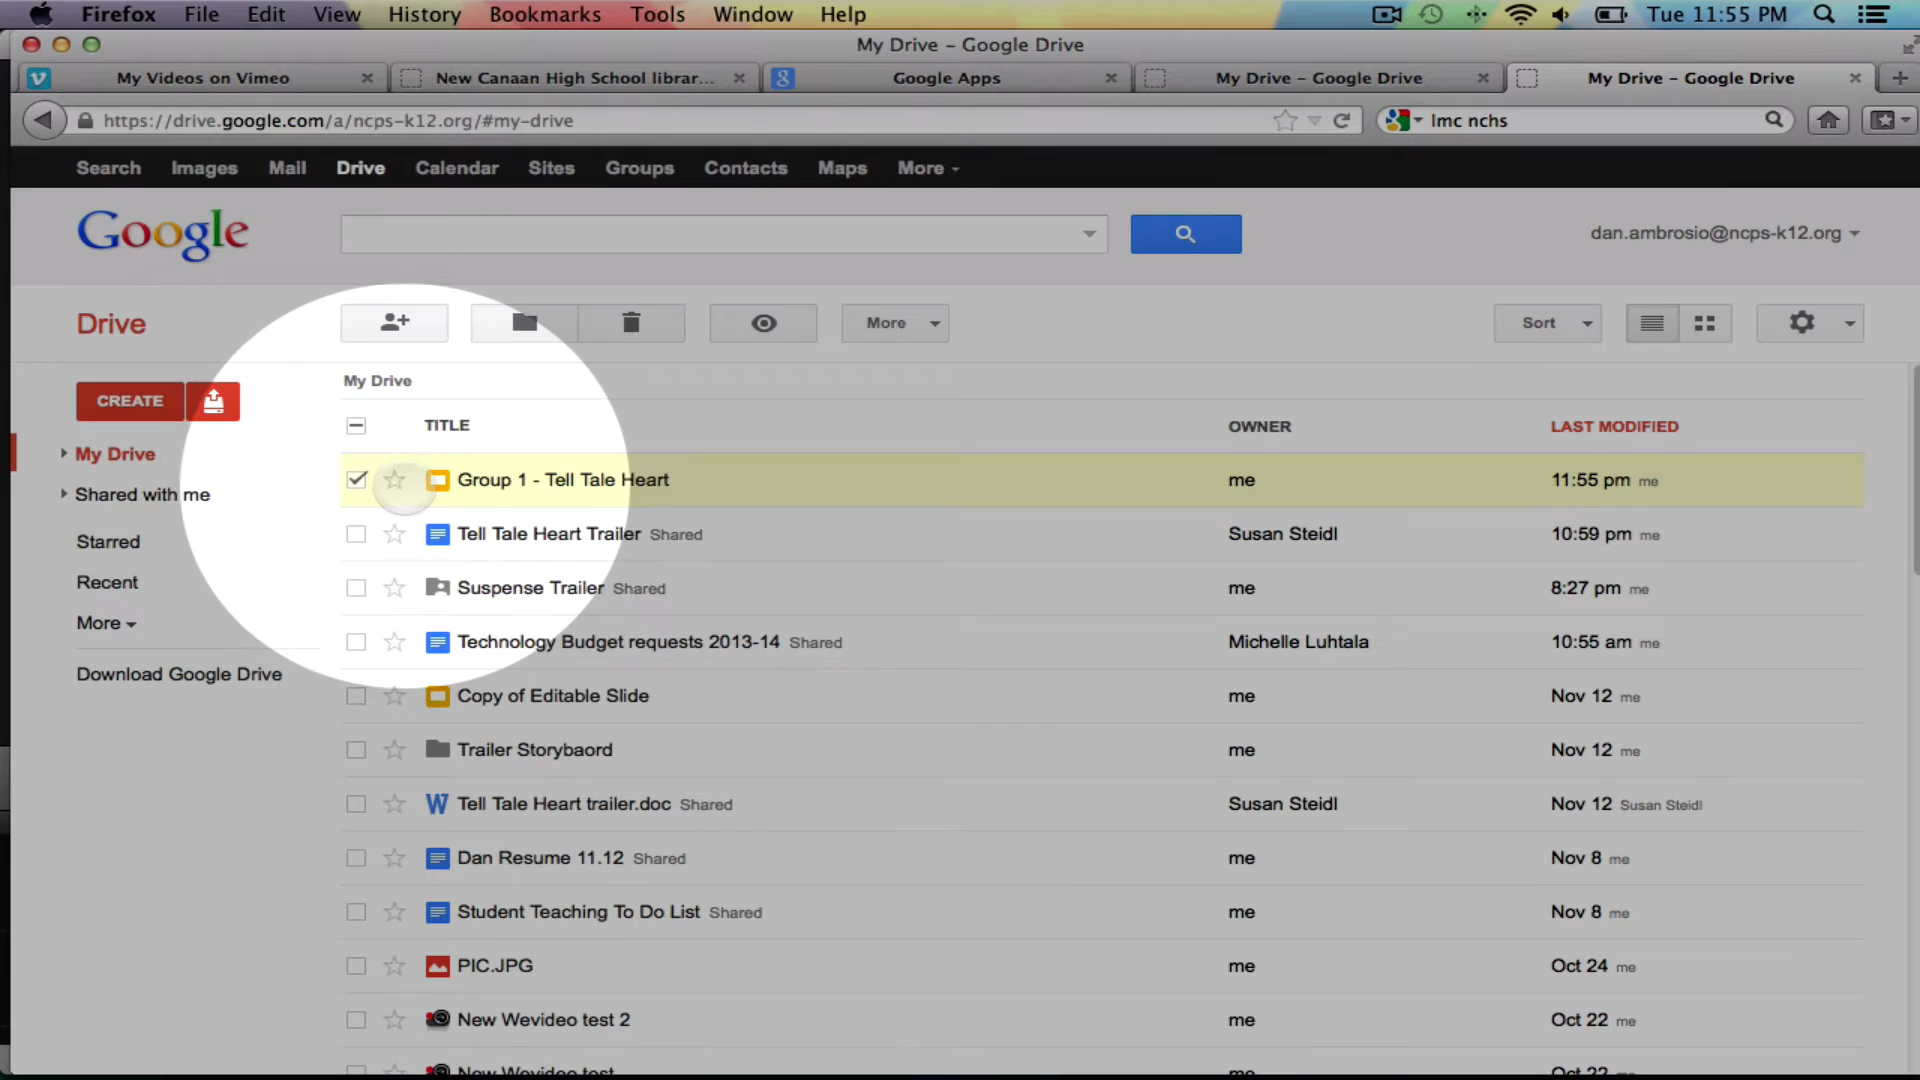 Firefox File Edit View History Bookmarks Tools Window Help Tue 11:55 PM
My Drive – Google Drive
My Videos on Vimeo New Canaan High School librar... Google Apps My Drive – Google Drive My Drive – Google Drive
https://drive.google.com/a/ncps-k12.org/#my-drive lmc nchs
Search Images Mail Drive Calendar Sites Groups Contacts Maps More
Google dan.ambrosio@ncps-k12.org
Drive More Sort
My Drive
CREATE
TITLE OWNER LAST MODIFIED
My Drive
Group 1 - Tell Tale Heart me 11:55 pm me
Shared with me
Tell Tale Heart Trailer Shared Susan Steidl 10:59 pm me
Starred
Recent
Suspense Trailer Shared me 8:27 pm me
More
Technology Budget requests 2013-14 Shared Michelle Luhtala 10:55 am me
Download Google Drive
Copy of Editable Slide me Nov 12 me
Trailer Storybaord me Nov 12 me
Tell Tale Heart trailer.doc Shared Susan Steidl Nov 12 Susan Steidl
Dan Resume 11.12 Shared me Nov 8 me
Student Teaching To Do List Shared me Nov 8 me
PIC.JPG me Oct 24 me
New Wevideo test 2 me Oct 22 me
New Wevideo test me Oct 22 me